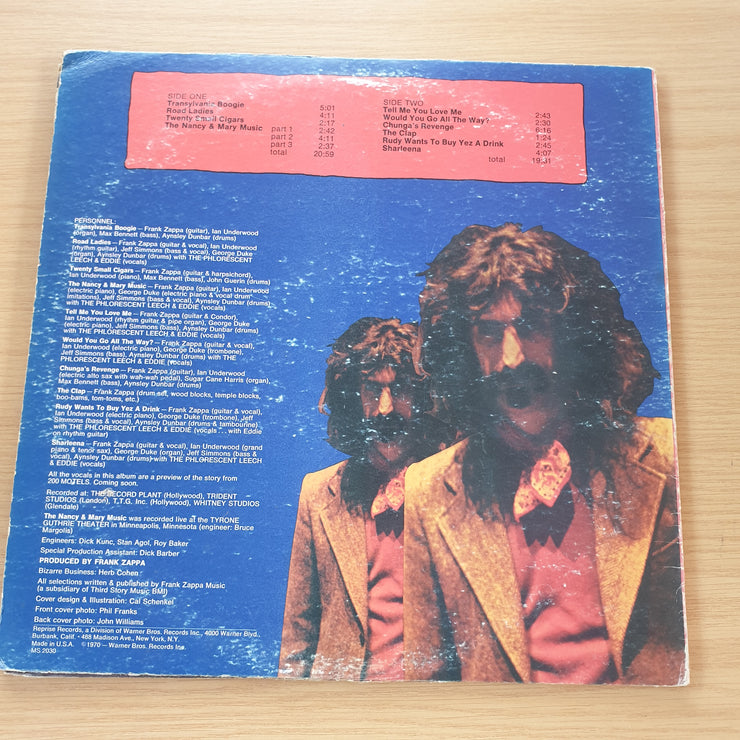 SIDE ONE
Transylvania Boogie 5:01
Road Ladies 4:11
Twenty Small Cigars 2:17
The Nancy & Mary Music part 1 2:42
part 2 4:11
part 3 2:37
total 20:59
SIDE TWO
Tell Me You Love Me 2:43
Would You Go All The Way? 2:30
Chunga's Revenge 6:16
The Clap 1:24
Rudy Wants To Buy Yez A Drink 2:45
Sharleena 4:07
total 19:31
PERSONNEL:
Transylvania Boogie — Frank Zappa (guitar), Ian Underwood
(organ), Max Bennett (bass), Aynsley Dunbar (drums)
Road Ladies — Frank Zappa (guitar & vocal), Ian Underwood
(rhythm guitar), Jeff Simmons (bass & vocal), George Duke
(organ), Aynsley Dunbar (drums) with THE PHLORESCENT
LEECH & EDDIE (vocals)
Twenty Small Cigars — Frank Zappa (guitar & harpsichord),
Ian Underwood (piano), Max Bennett (bass), John Guerin (drums)
The Nancy & Mary Music — Frank Zappa (guitar), Ian Underwood
(electric piano), George Duke (electric piano & vocal drum
imitations), Jeff Simmons (bass & vocal), Aynsley Dunbar (drums)
with THE PHLORESCENT LEECH & EDDIE (vocals)
Tell Me You Love Me — Frank Zappa (guitar & Condor),
Ian Underwood (rhythm guitar & pipe organ), George Duke
(electric piano), Jeff Simmons (bass), Aynsley Dunbar (drums)
with THE PHLORESCENT LEECH & EDDIE (vocals)
Would You Go All The Way? — Frank Zappa (guitar & vocal),
Ian Underwood (electric piano), George Duke (trombone),
Jeff Simmons (bass), Aynsley Dunbar (drums) with THE
PHLORESCENT LEECH & EDDIE (vocals)
Chunga's Revenge — Frank Zappa (guitar), Ian Underwood
(electric alto sax with wah-wah pedal), Sugar Cane Harris (organ),
Max Bennett (bass), Aynsley Dunbar (drums)
The Clap — Frank Zappa (drum set, wood blocks, temple blocks,
boo-bams, tom-toms, etc.)
Rudy Wants To Buy Yez A Drink — Frank Zappa (guitar & vocal),
Ian Underwood (electric piano), George Duke (trombone), Jeff
Simmons (bass & vocal), Aynsley Dunbar (drums & tambourine)
with THE PHLORESCENT LEECH & EDDIE (vocals ... with Eddie
on rhythm guitar)
Sharleena — Frank Zappa (guitar & vocal), Ian Underwood (grand
piano & tenor sax), George Duke (organ), Jeff Simmons (bass &
vocal), Aynsley Dunbar (drums) with THE PHLORESCENT LEECH
& EDDIE (vocals)
All the vocals in this album are a preview of the story from
200 MOTELS. Coming soon.
Recorded at: THE RECORD PLANT (Hollywood), TRIDENT
STUDIOS (London), T.T.G. Inc. (Hollywood), WHITNEY STUDIOS
(Glendale)
The Nancy & Mary Music was recorded live at the TYRONE
GUTHRIE THEATER in Minneapolis, Minnesota (engineer: Bruce
Margolis)
Engineers: Dick Kunc, Stan Agol, Roy Baker
Special Production Assistant: Dick Barber
PRODUCED BY FRANK ZAPPA
Bizarre Business: Herb Cohen
All selections written & published by Frank Zappa Music
(a subsidiary of Third Story Music BMI)
Cover design & Illustration: Cal Schenkel
Front cover photo: Phil Franks
Back cover photo: John Williams
Reprise Records, a Division of Warner Bros. Records Inc., 4000 Warner Blvd.,
Burbank, Calif. • 488 Madison Ave., New York, N.Y.
Made in U.S.A. ©1970 — Warner Bros. Records Inc.
MS 2030